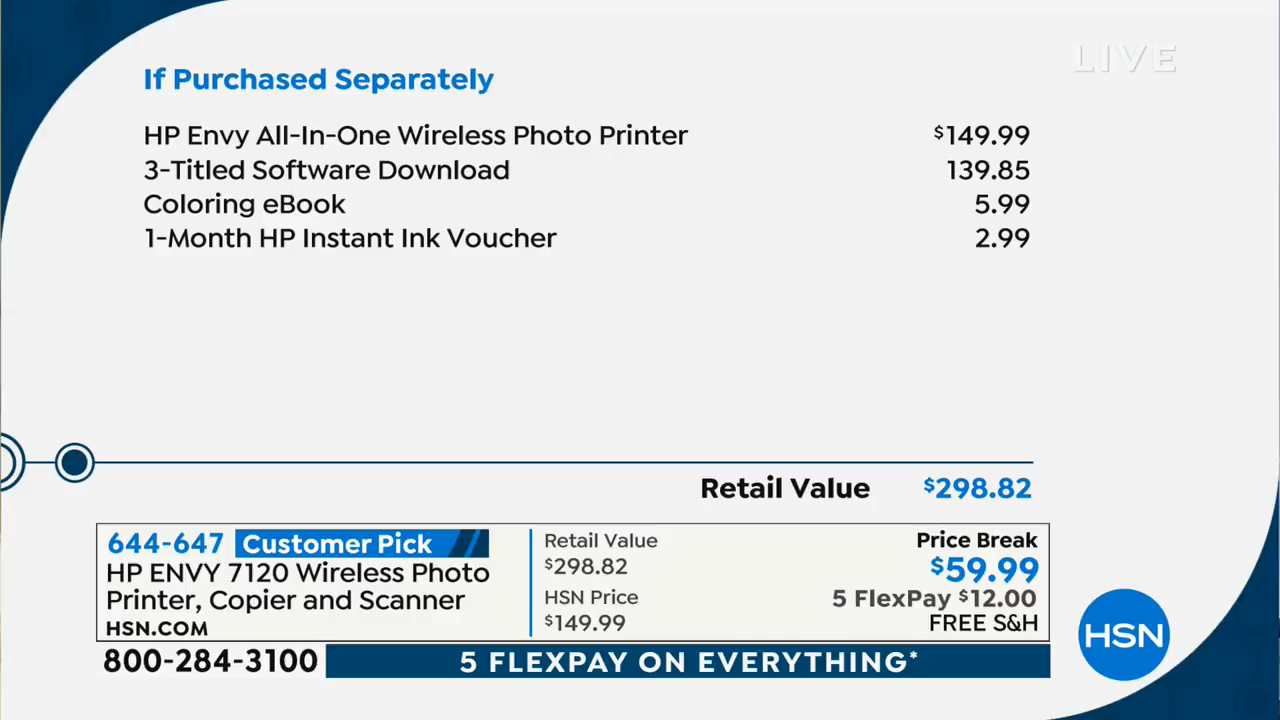 LIVE
If Purchased Separately
HP Envy All-In-One Wireless Photo Printer $149.99
3-Titled Software Download 139.85
Coloring eBook 5.99
1-Month HP Instant Ink Voucher 2.99
Retail Value $298.82
644-647 Customer Pick
HP ENVY 7120 Wireless Photo
Printer, Copier and Scanner
HSN.COM
Retail Value
$298.82
HSN Price
$149.99
Price Break
$59.99
5 FlexPay $12.00
FREE S&H
HSN
800-284-3100 5 FLEXPAY ON EVERYTHING*